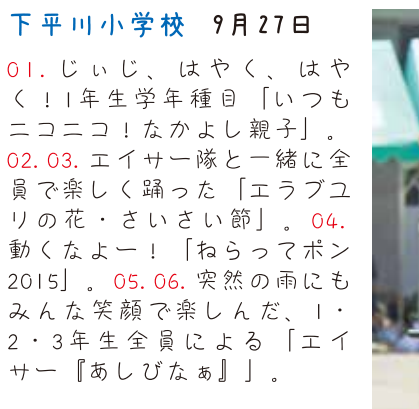 下平川小学校 9月27日
01. じぃじ、はやく、はや
く！1年生学年種目「いつも
ニコニコ！なかよし親子」。
02. 03. エイサー隊と一緒に全
員で楽しく踊った「エラブユ
リの花・さいさい節」。04.
動くなよー！「ねらってポン
2015」。05. 06. 突然の雨にも
みんな笑顔で楽しんだ、1・
2・3年生全員による「エイ
サー『あしびなぁ』」。